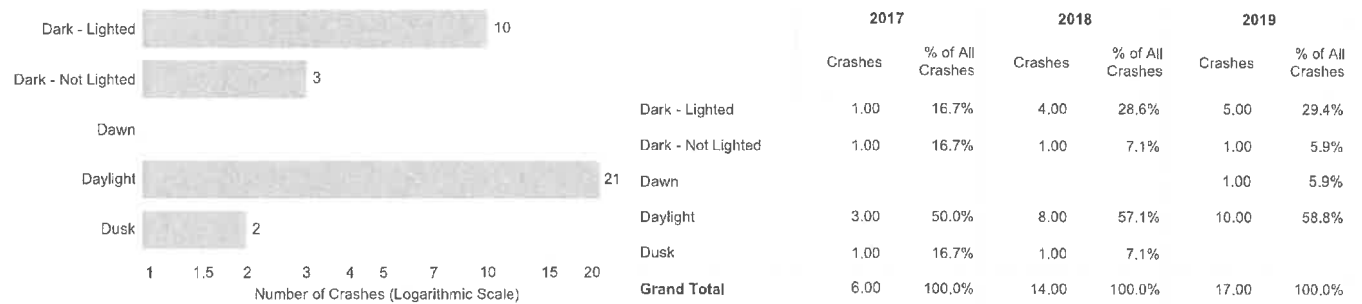 Dark - Lighted 10
Dark - Not Lighted 3
Dawn
Daylight 21
Dusk 2
1 1.5 2 3 4 5 7 10 15 20
Number of Crashes (Logarithmic Scale)
2017 2018 2019
Crashes % of All Crashes Crashes % of All Crashes Crashes % of All Crashes
Dark - Lighted 1.00 16.7% 4.00 28.6% 5.00 29.4%
Dark - Not Lighted 1.00 16.7% 1.00 7.1% 1.00 5.9%
Dawn 1.00 5.9%
Daylight 3.00 50.0% 8.00 57.1% 10.00 58.8%
Dusk 1.00 16.7% 1.00 7.1%
Grand Total 6.00 100.0% 14.00 100.0% 17.00 100.0%